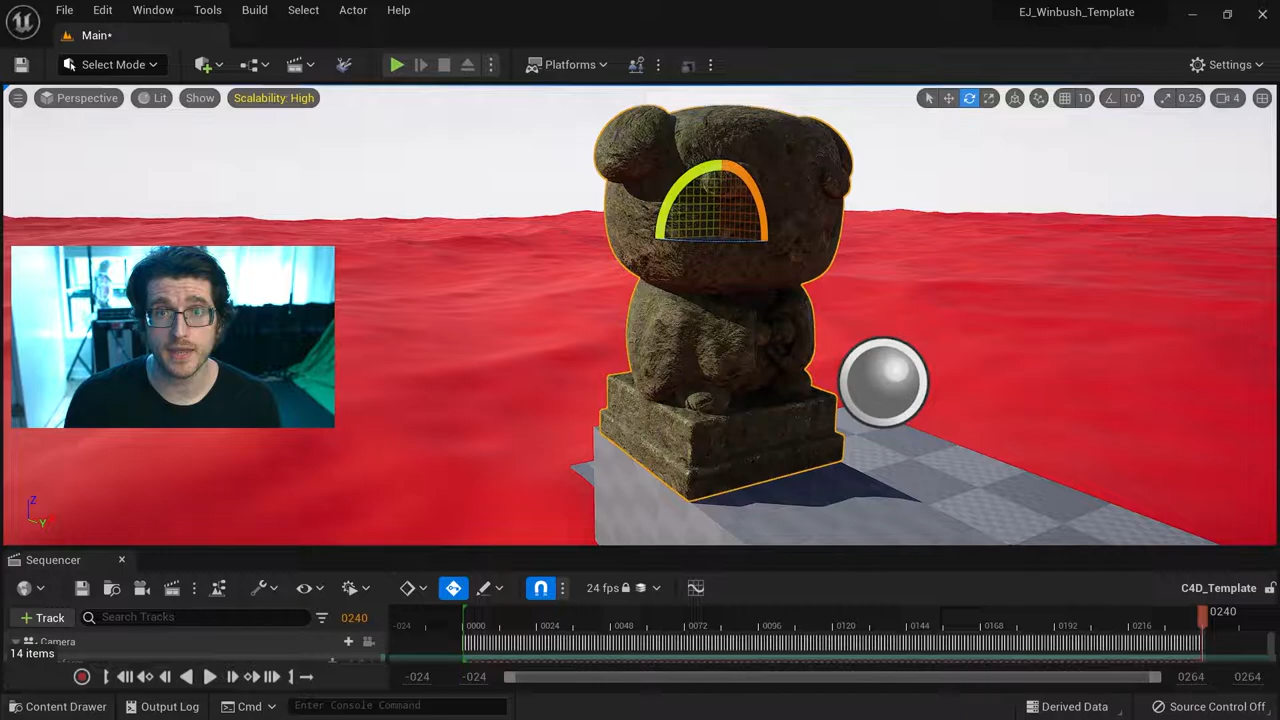 File Edit Window Tools Build Select Actor Help
EJ_Winbush_Template
Main*
Select Mode
Platforms
Settings
Perspective
Lit
Show
Scalability: High
10
10°
0.25
4
Z
Y
Sequencer
24 fps
C4D_Template
+ Track
Search Tracks
0240
-024
0000
0024
0048
0072
0096
0120
0144
0168
0192
0216
0240
Camera
14 items
-024
-024
0264
0264
Content Drawer
Output Log
Cmd
Enter Console Command
Derived Data
Source Control Off